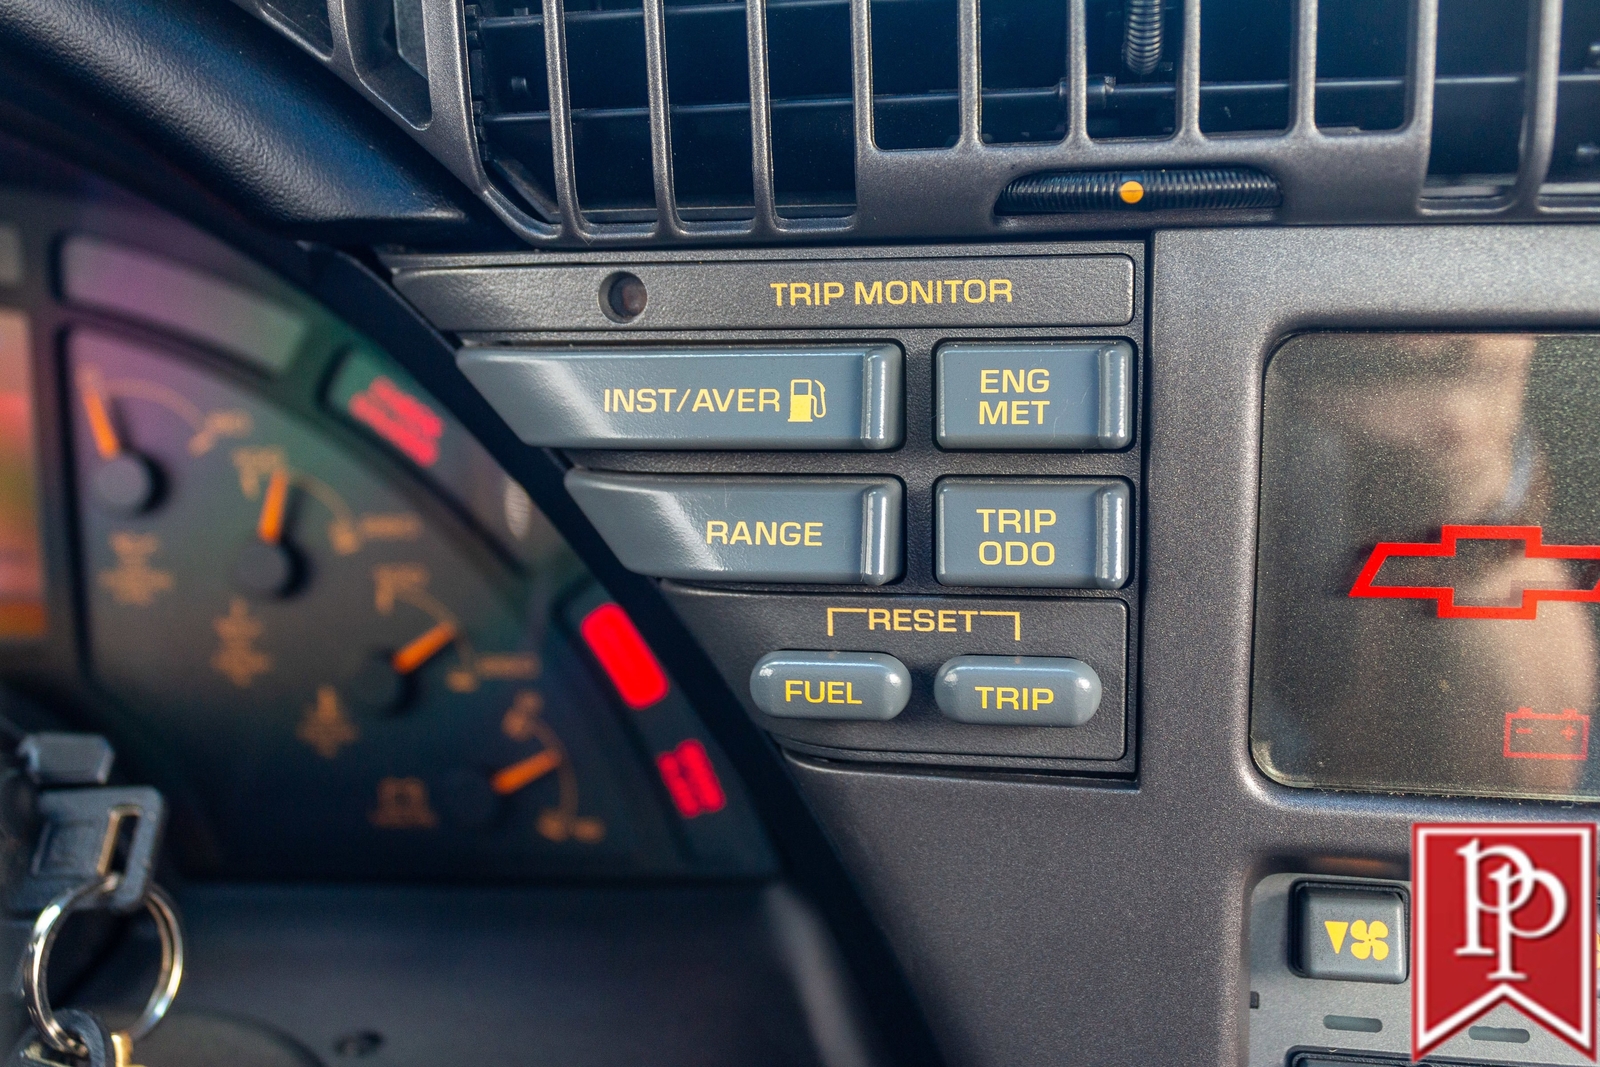 TRIP MONITOR
INST/AVER
ENG
MET
RANGE
TRIP
ODO
RESET
FUEL
TRIP